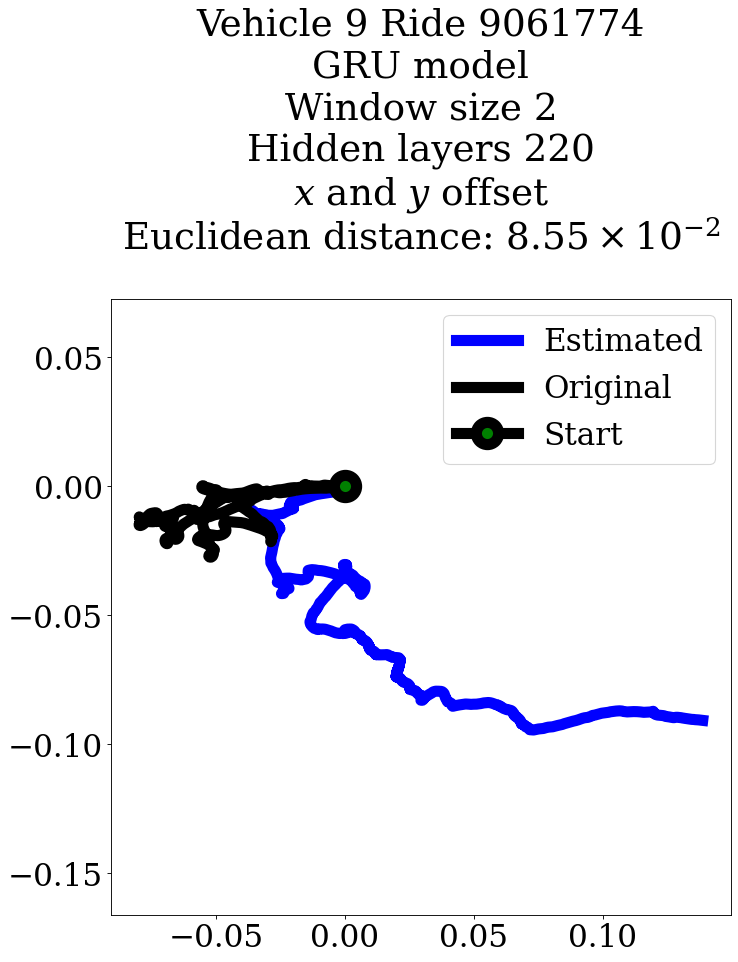 Vehicle 9 Ride 9061774
GRU model
Window size 2
Hidden layers 220
x and y offset
Euclidean distance: 8.55 × 10⁻²
Estimated
Original
Start
0.05
0.00
−0.05
−0.10
−0.15
−0.05 0.00 0.05 0.10